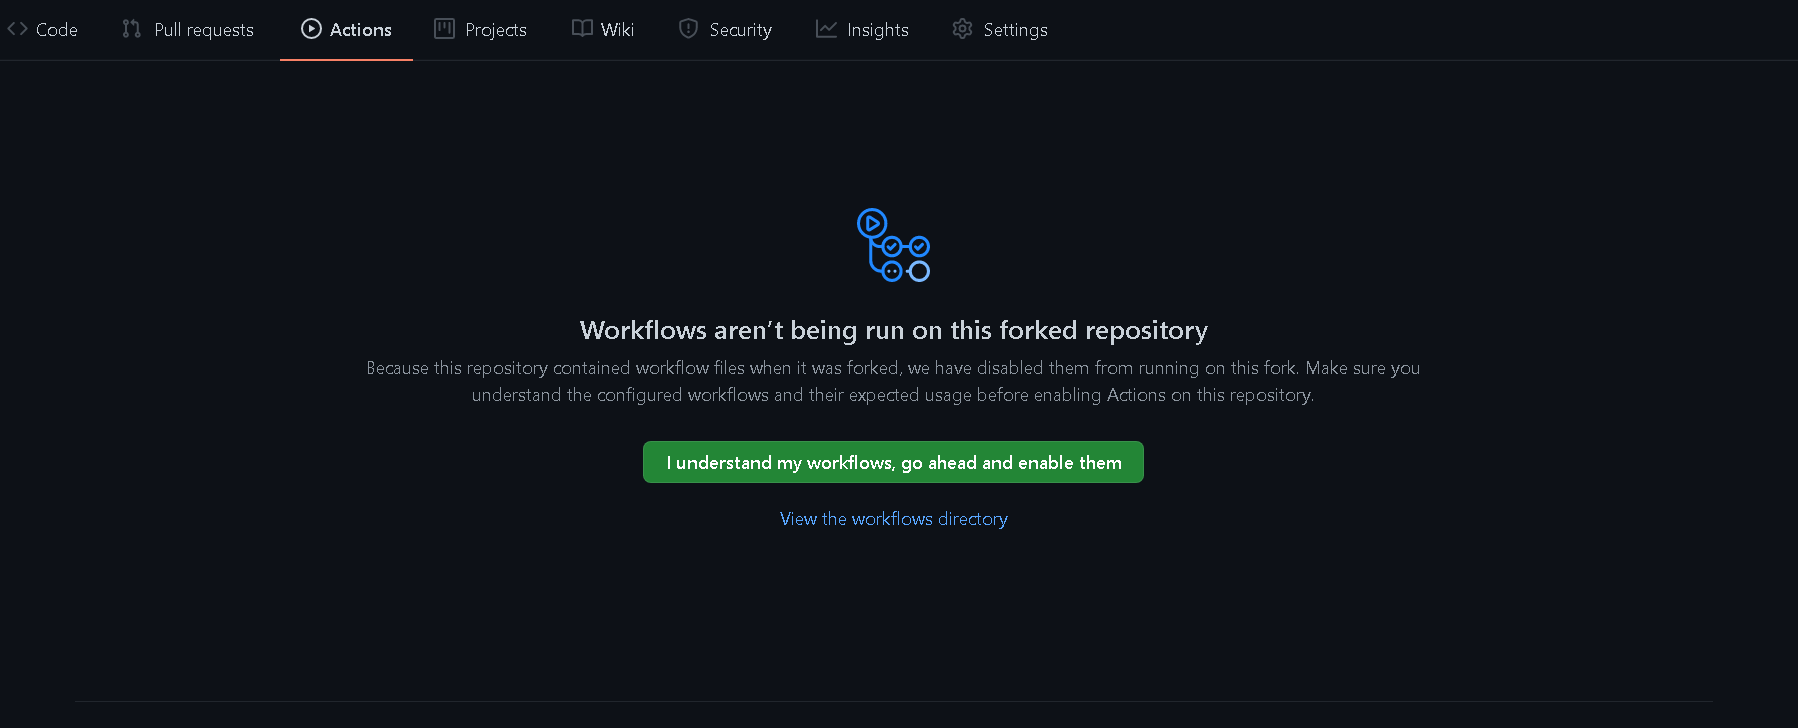 Code Pull requests Actions Projects Wiki Security Insights Settings
Workflows aren’t being run on this forked repository
Because this repository contained workflow files when it was forked, we have disabled them from running on this fork. Make sure you
understand the configured workflows and their expected usage before enabling Actions on this repository.
I understand my workflows, go ahead and enable them
View the workflows directory